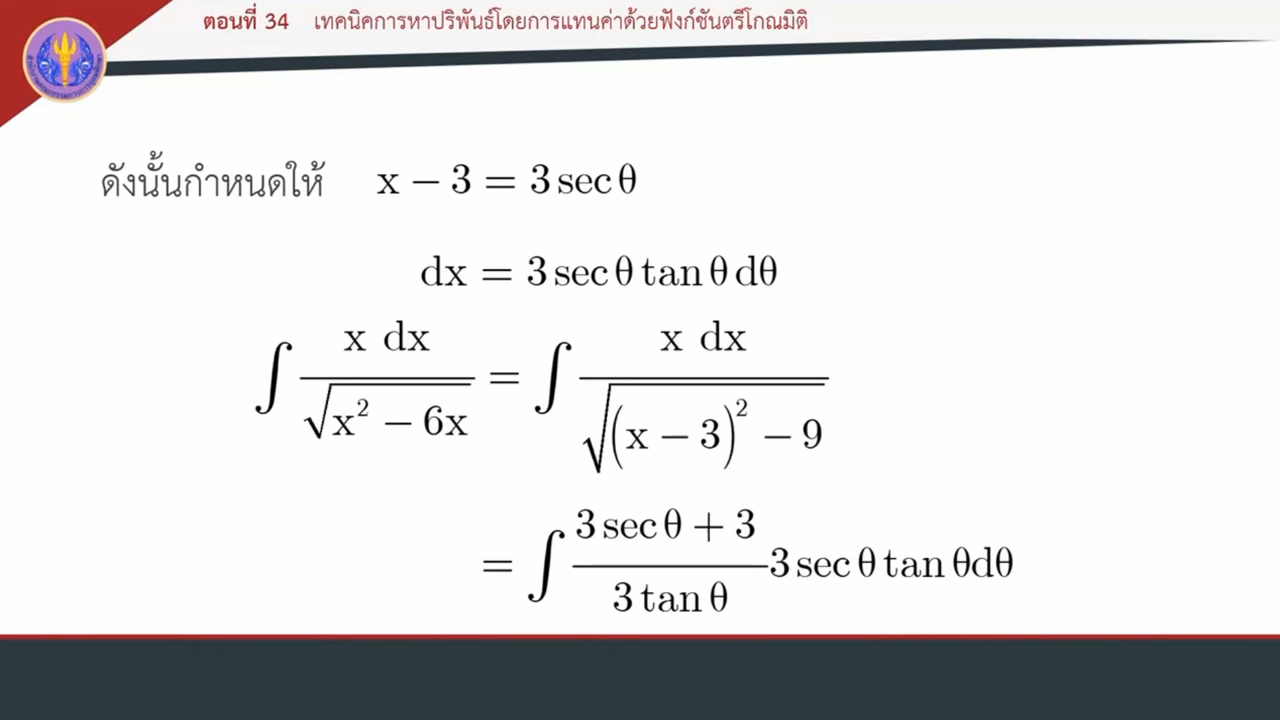 ตอนที่ 34 เทคนิคการหาปริพันธ์โดยการแทนค่าด้วยฟังก์ชันตรีโกณมิติ
ดังนั้นกำหนดให้ x − 3 = 3 sec θ
dx = 3 sec θ tan θ dθ
∫ x dx / √(x² − 6x) = ∫ x dx / √((x − 3)² − 9)
= ∫ (3 sec θ + 3) / (3 tan θ) 3 sec θ tan θdθ